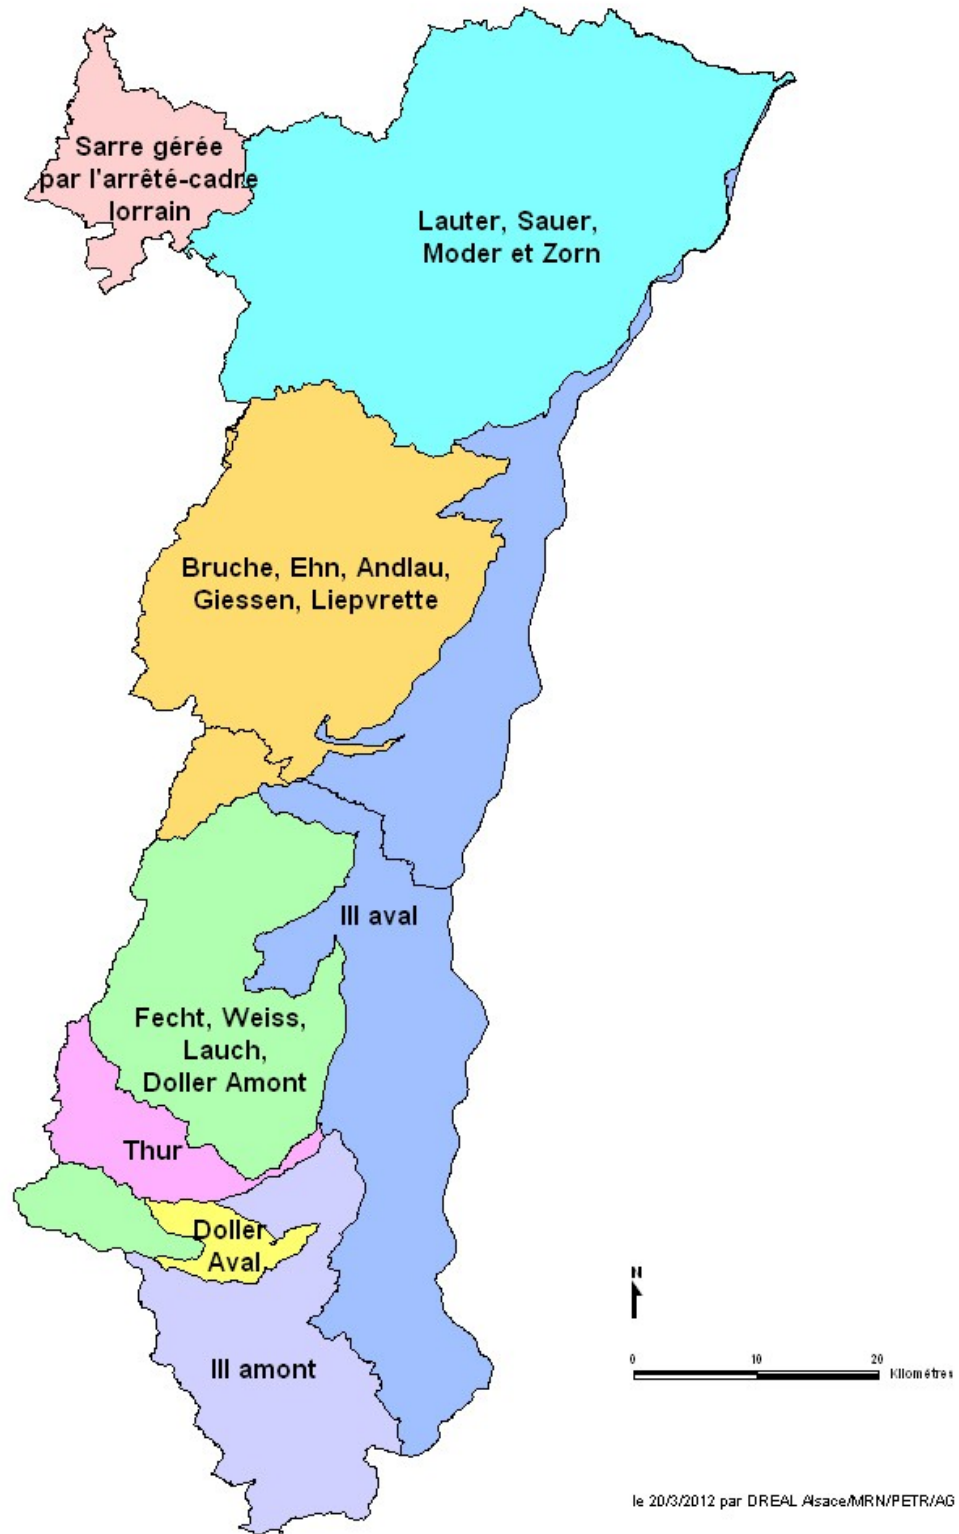 Sarre gérée
par l'arrêté-cadre
lorrain
Lauter, Sauer,
Moder et Zorn
Bruche, Ehn, Andlau,
Giessen, Liepvrette
Ill aval
Fecht, Weiss,
Lauch,
Doller Amont
Thur
Doller
Aval
Ill amont
N
0 10 20
Kilomètres
le 20/3/2012 par DREAL Alsace/MRN/PETR/AG